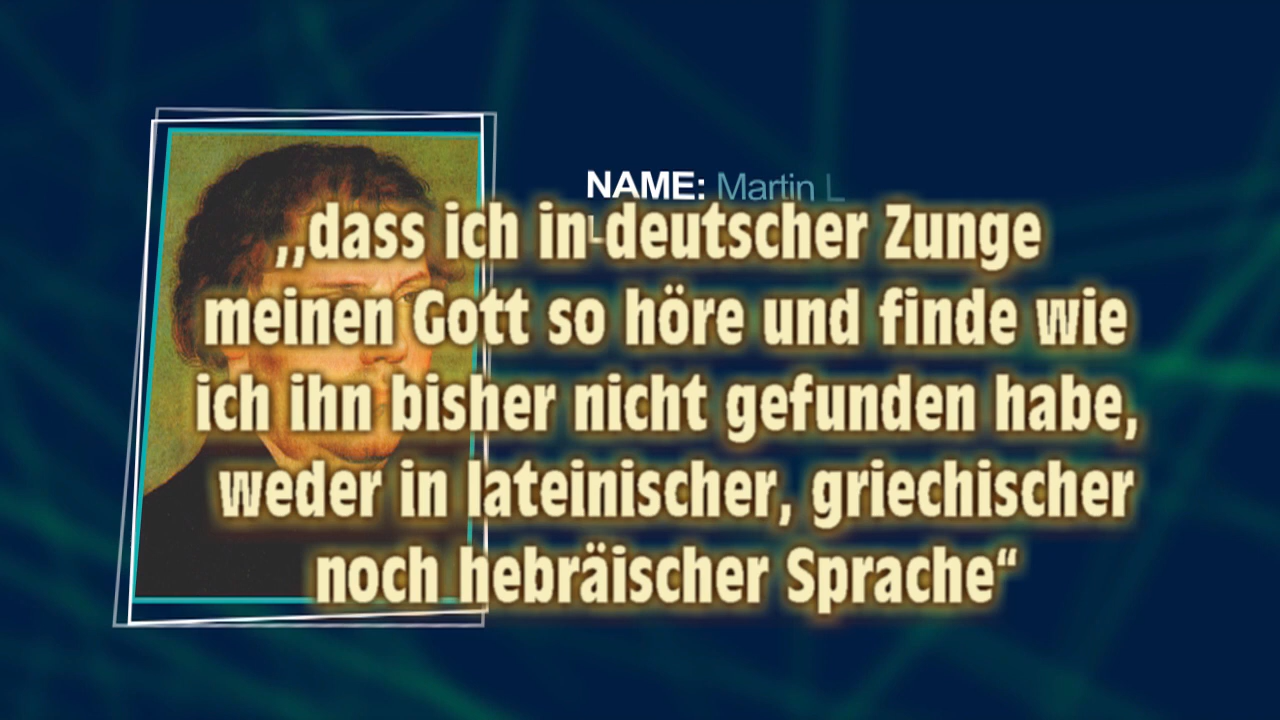 NAME: Martin L
,,dass ich in deutscher Zunge
meinen Gott so höre und finde wie
ich ihn bisher nicht gefunden habe,
weder in lateinischer, griechischer
noch hebräischer Sprache“